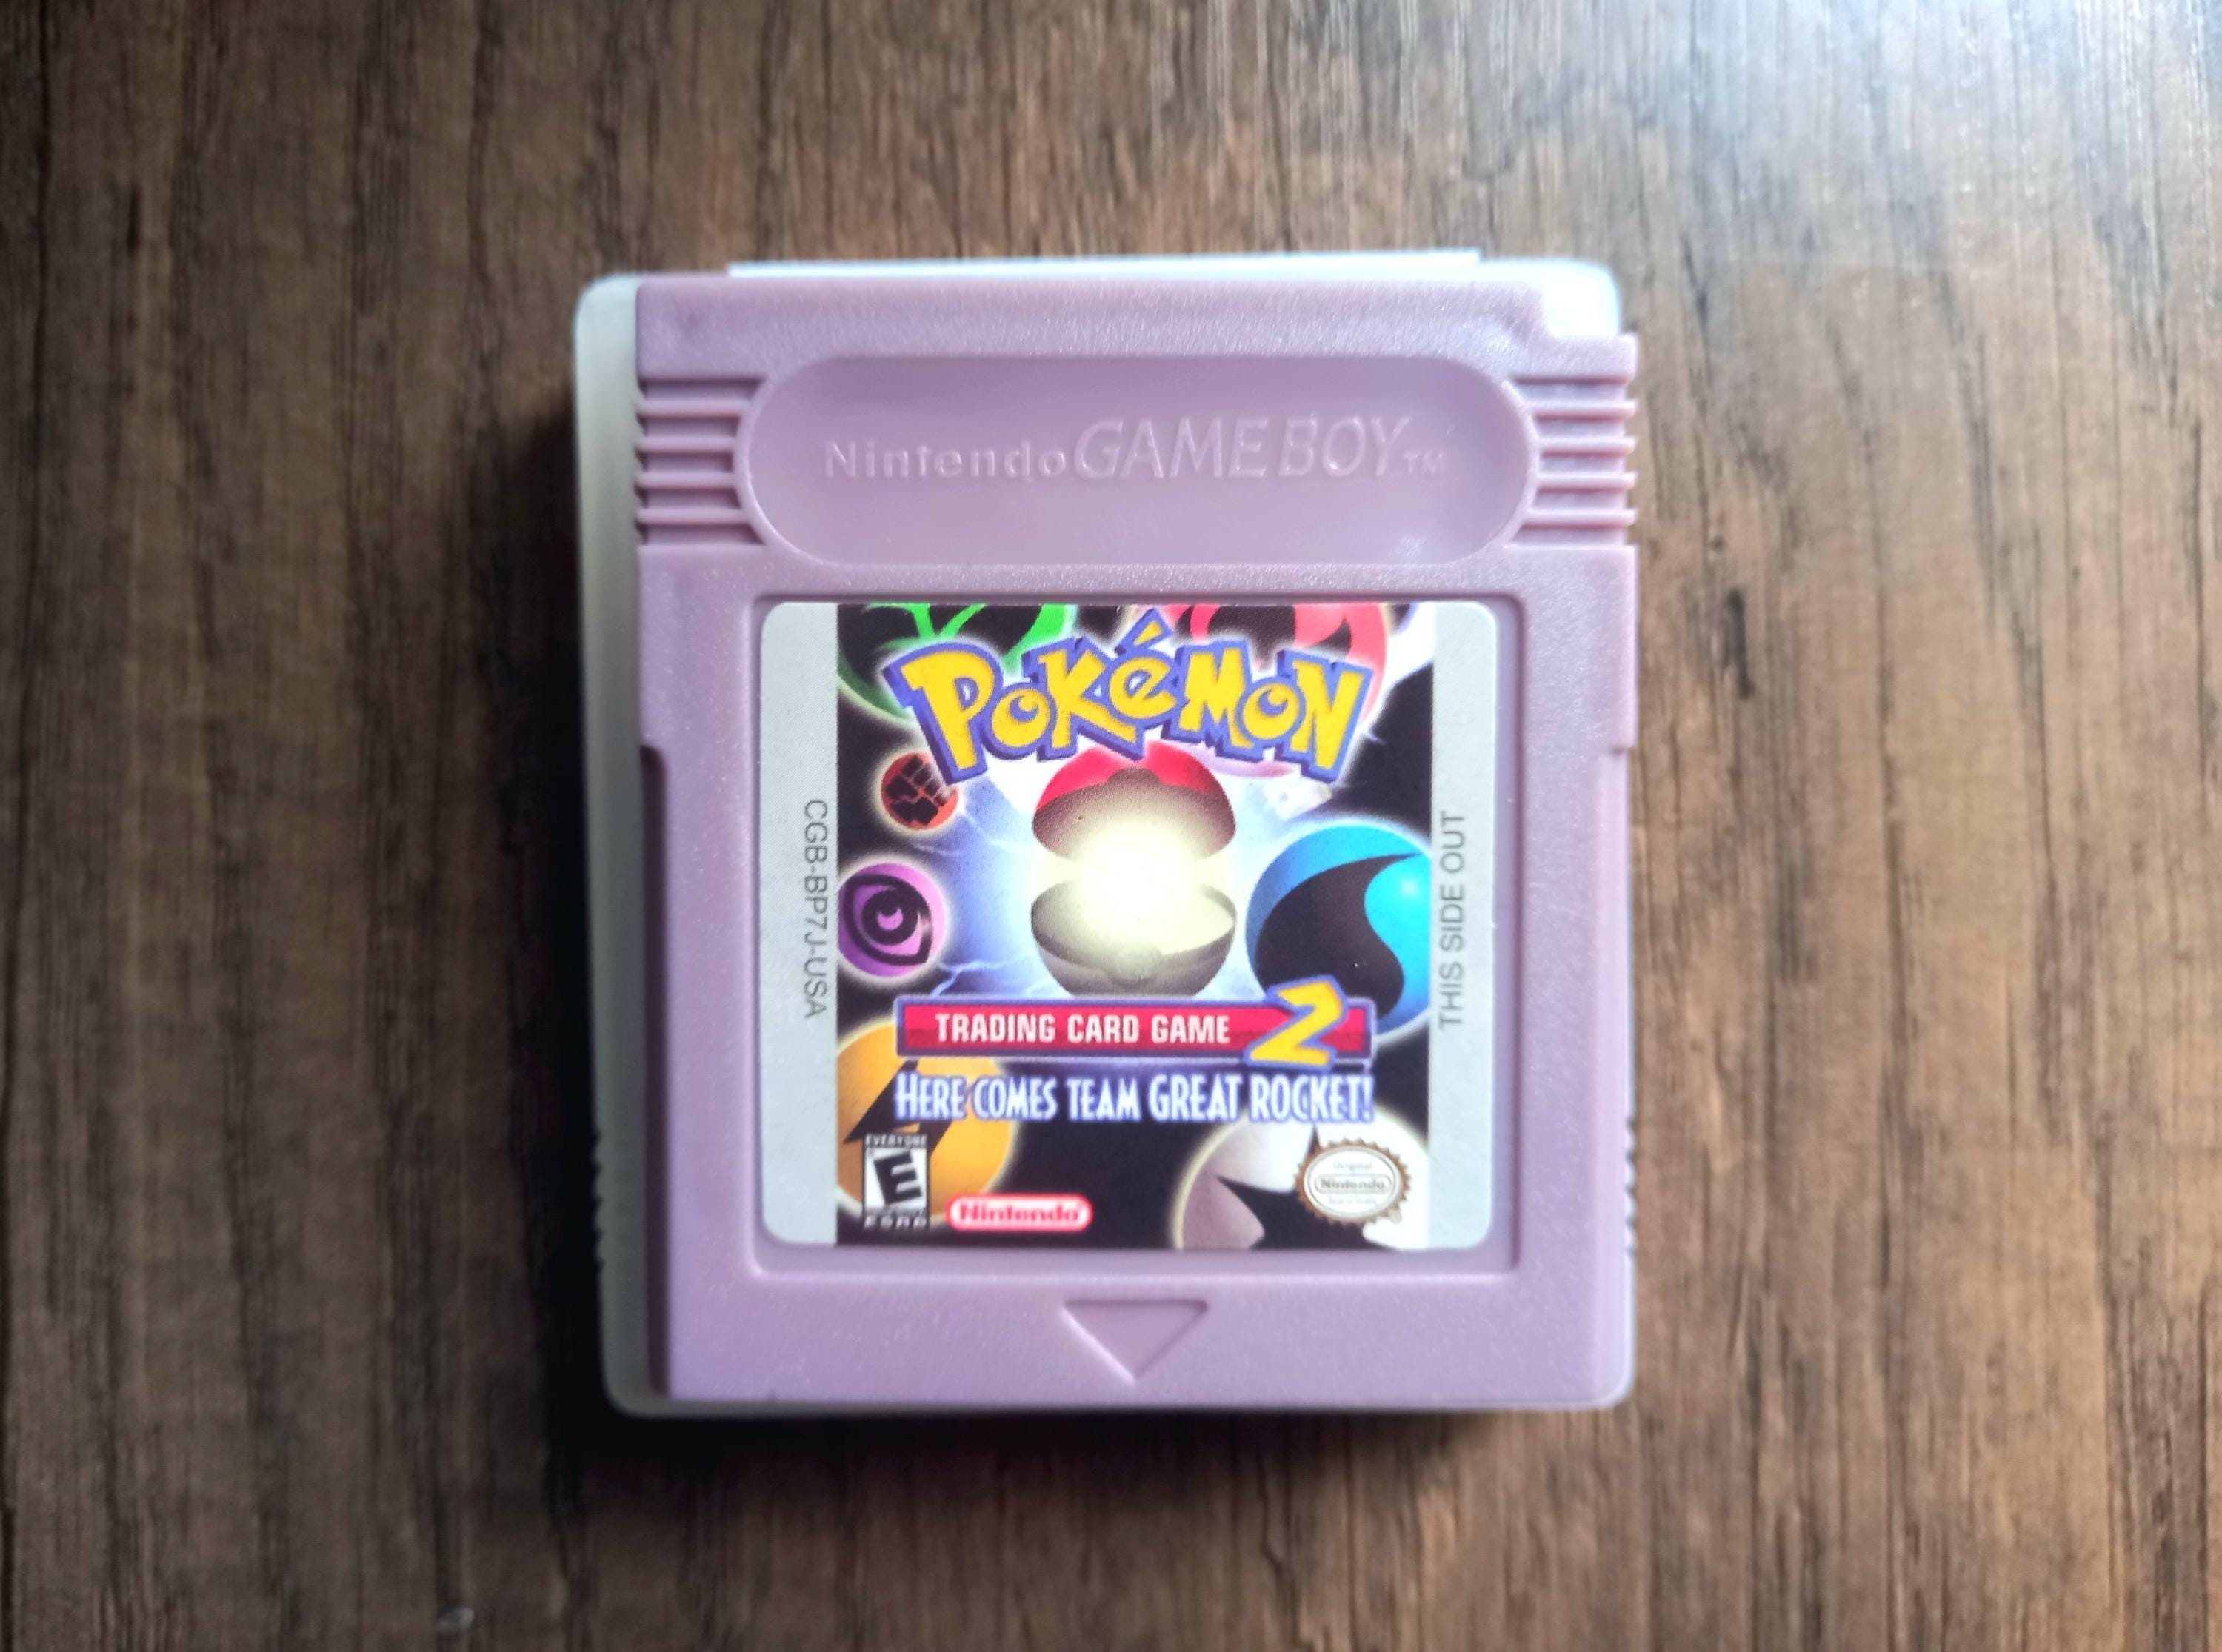 Nintendo GAME BOY TM
POKéMON
CGB-BP7J-USA
THIS SIDE OUT
TRADING CARD GAME 2
HERE COMES TEAM GREAT ROCKET!
EVERYONE
E
ESRB
Nintendo
Original
Nintendo